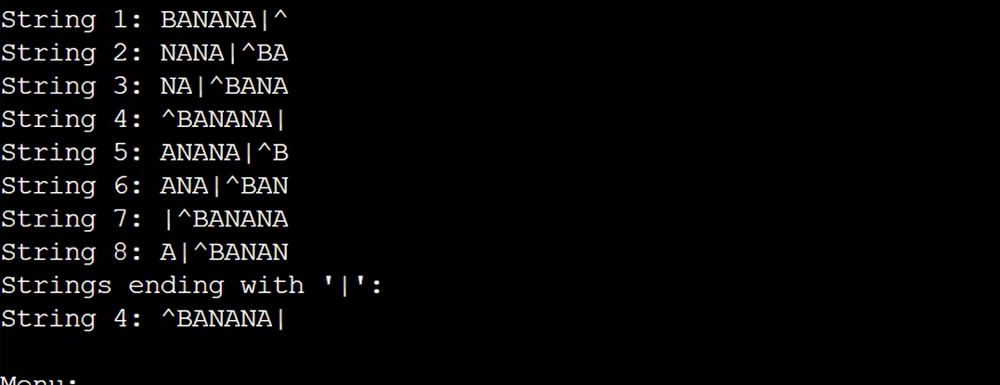 String 1: BANANA|^
String 2: NANA|^BA
String 3: NA|^BANA
String 4: ^BANANA|
String 5: ANANA|^B
String 6: ANA|^BAN
String 7: |^BANANA
String 8: A|^BANAN
Strings ending with '|':
String 4: ^BANANA|
Menu: